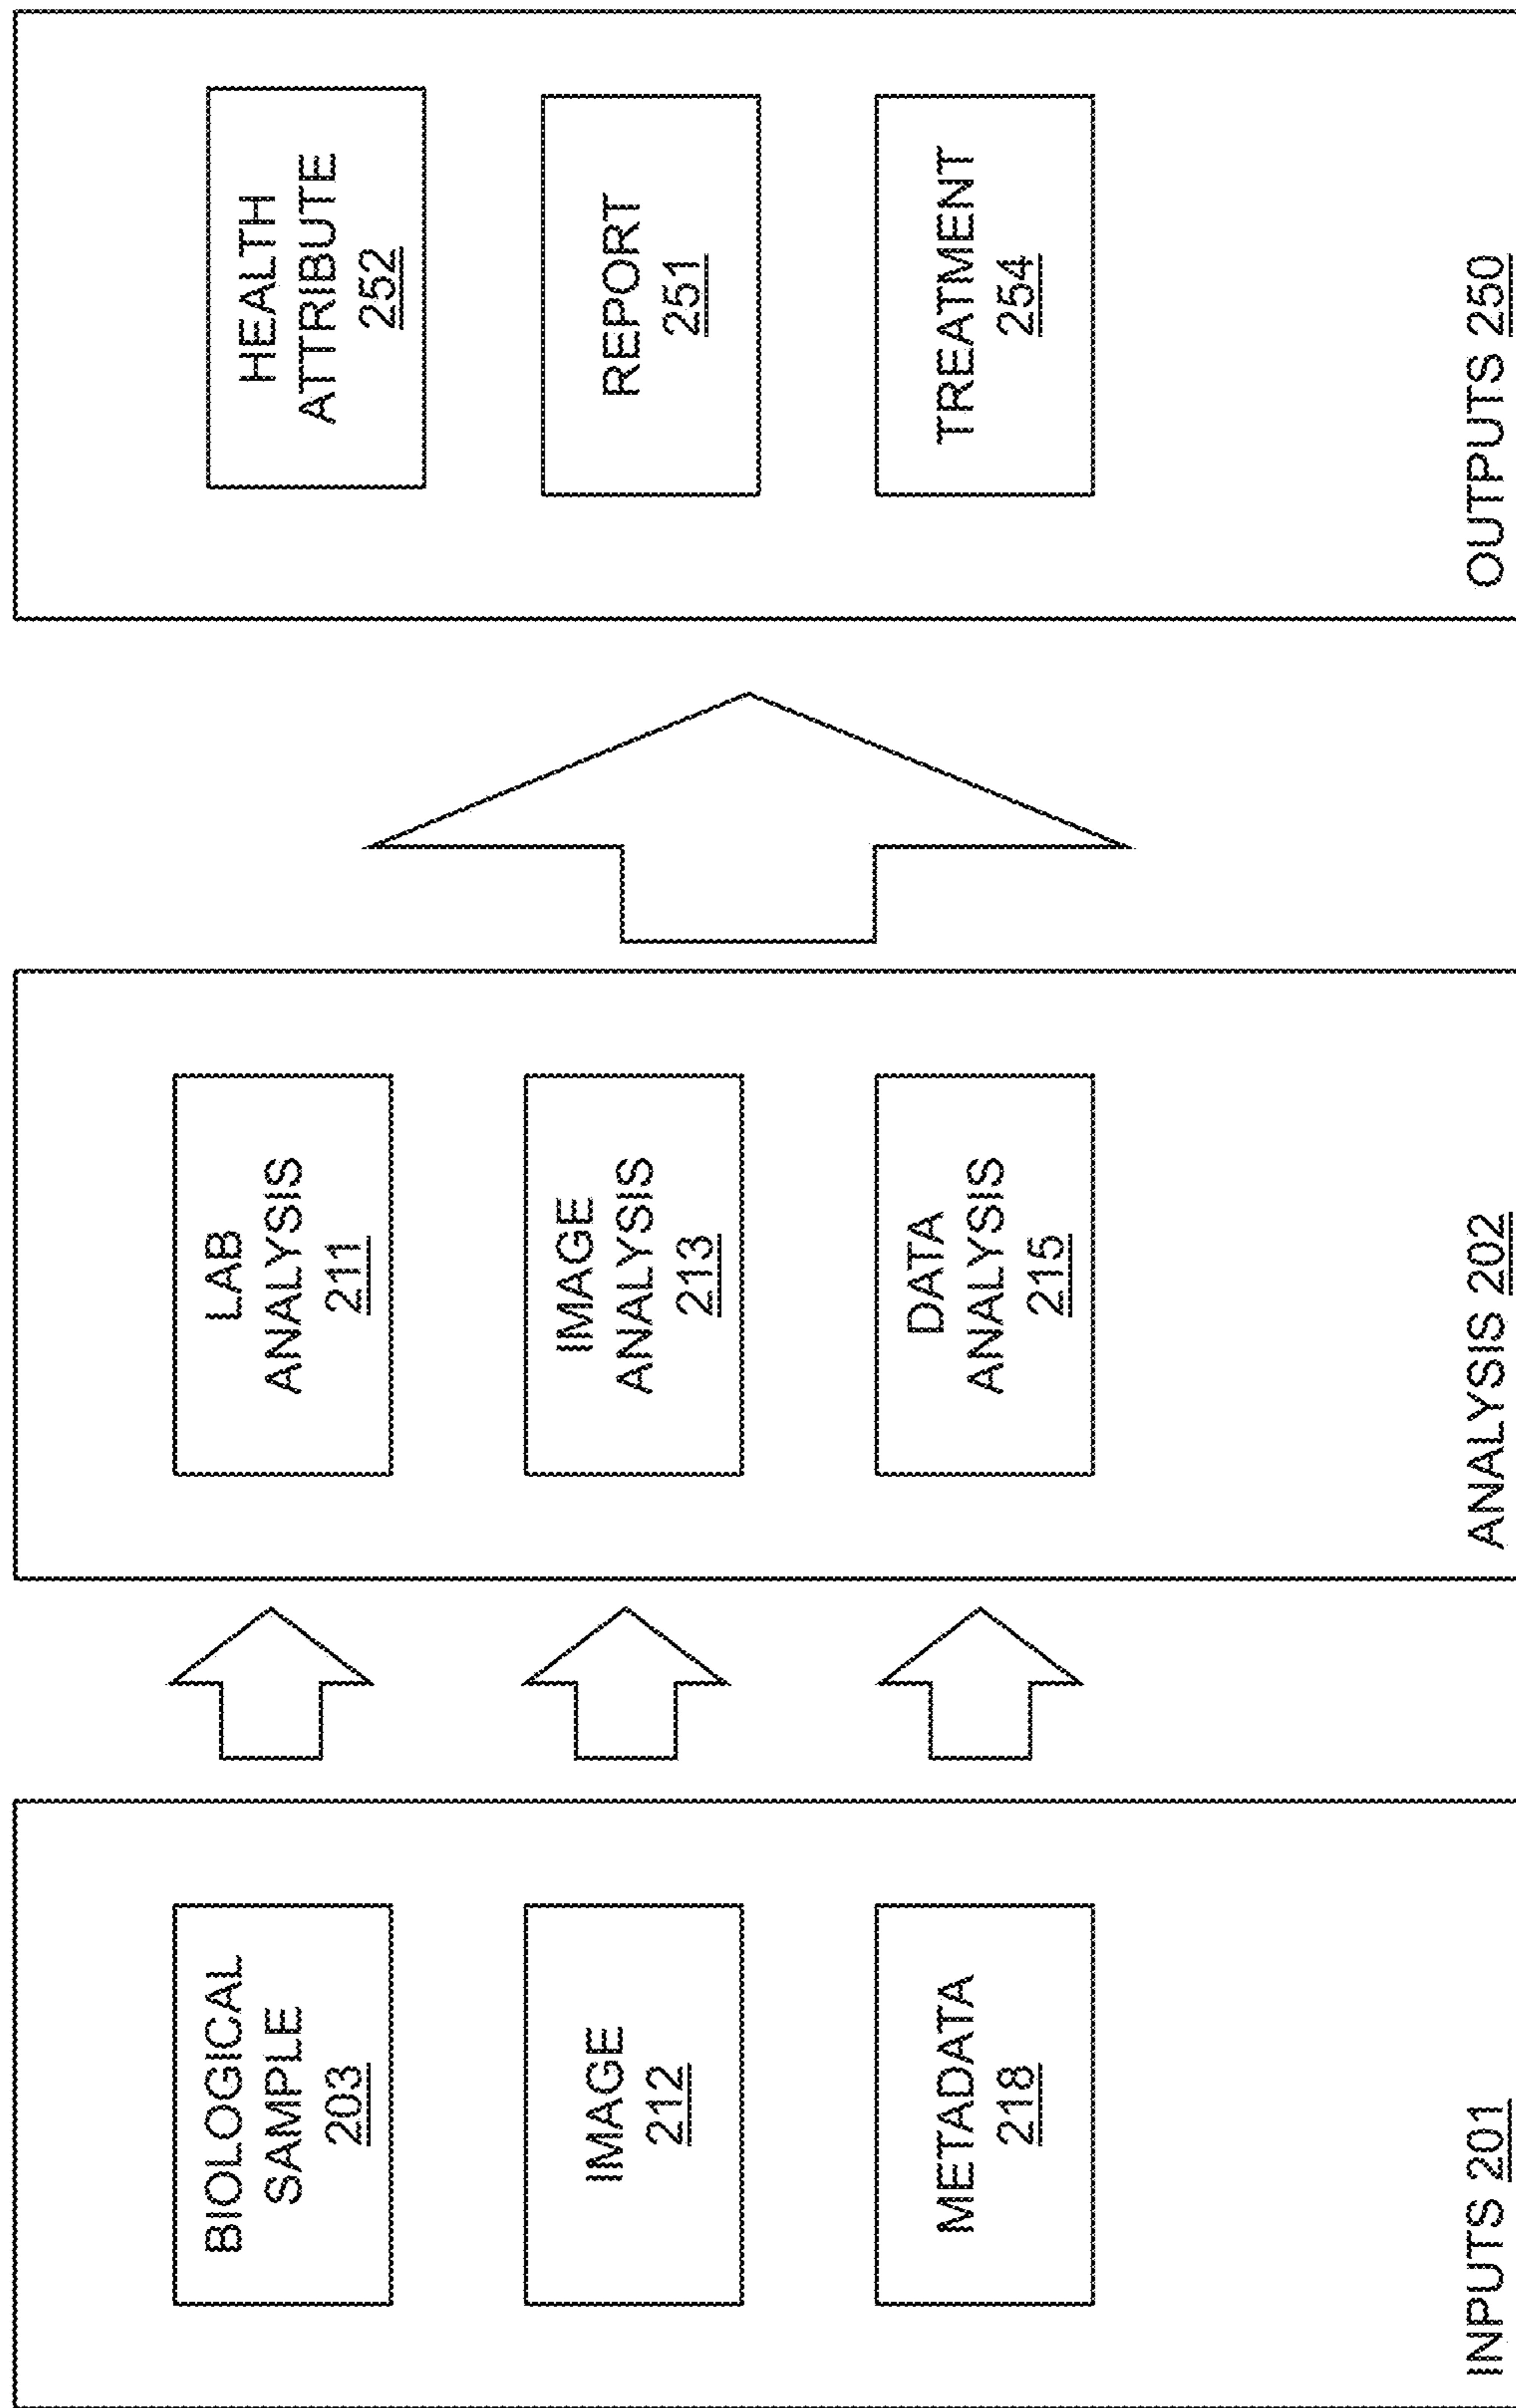 BIOLOGICAL
SAMPLE
203
IMAGE
212
METADATA
218
INPUTS 201
LAB
ANALYSIS
211
IMAGE
ANALYSIS
213
DATA
ANALYSIS
215
ANALYSIS 202
HEALTH
ATTRIBUTE
252
REPORT
251
TREATMENT
254
OUTPUTS 250